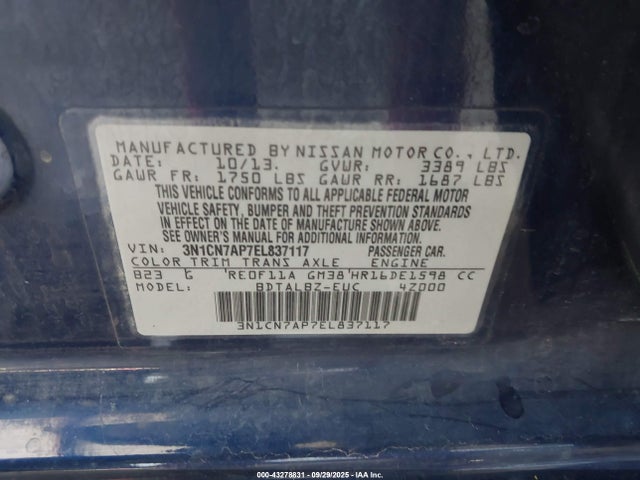 MANUFACTURED BY NISSAN MOTOR CO., LTD.
DATE: 10/13. GVWR: 3389 LBS
GAWR FR: 1750 LBS GAWR RR: 1687 LBS
THIS VEHICLE CONFORMS TO ALL APPLICABLE FEDERAL MOTOR
VEHICLE SAFETY, BUMPER AND THEFT PREVENTION STANDARDS
IN EFFECT ON THE DATE OF MANUFACTURE SHOWN ABOVE.
SEE OWNER'S MANUAL FOR ADDITIONAL INFORMATION.
VIN: 3N1CN7AP7EL837117 PASSENGER CAR.
COLOR TRIM TRANS AXLE ENGINE
B23 G RE0F11A GM38 HR16DE1598 CC
MODEL: BDTALBZ-EUC 4Z000
3N1CN7AP7EL837117
000-43278831 - 09/29/2025 - IAA Inc.